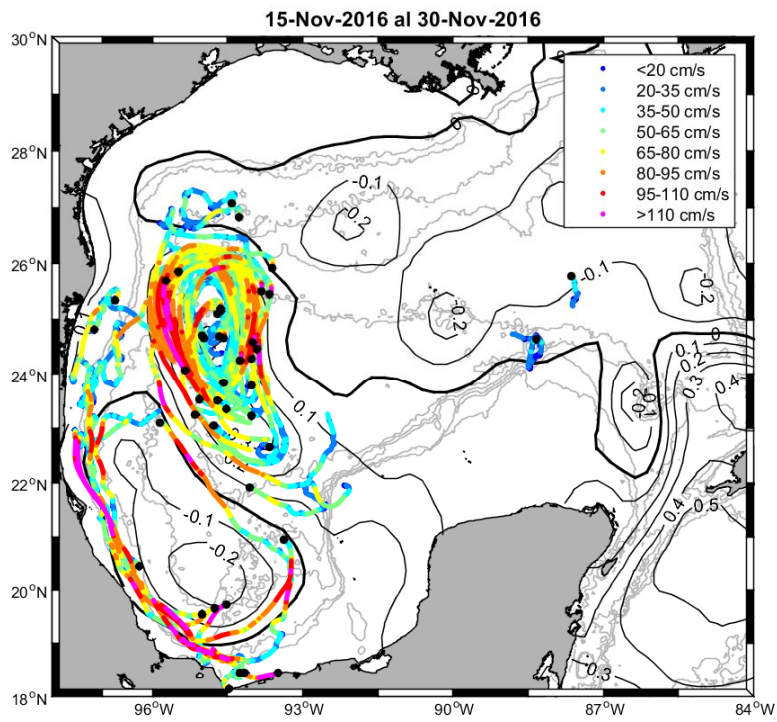 15-Nov-2016 al 30-Nov-2016
30°N
28°N
26°N
24°N
22°N
20°N
18°N
<20 cm/s
20-35 cm/s
35-50 cm/s
50-65 cm/s
65-80 cm/s
80-95 cm/s
95-110 cm/s
>110 cm/s
0
-0.1
-0.2
-0.1
-0.2
-0.2
0
0.1
0.2
0.3
0.4
-0.2
-0.1
0.1
0.5
0.4
-0.1
-0.2
0.3
96°W
93°W
90°W
87°W
84°W